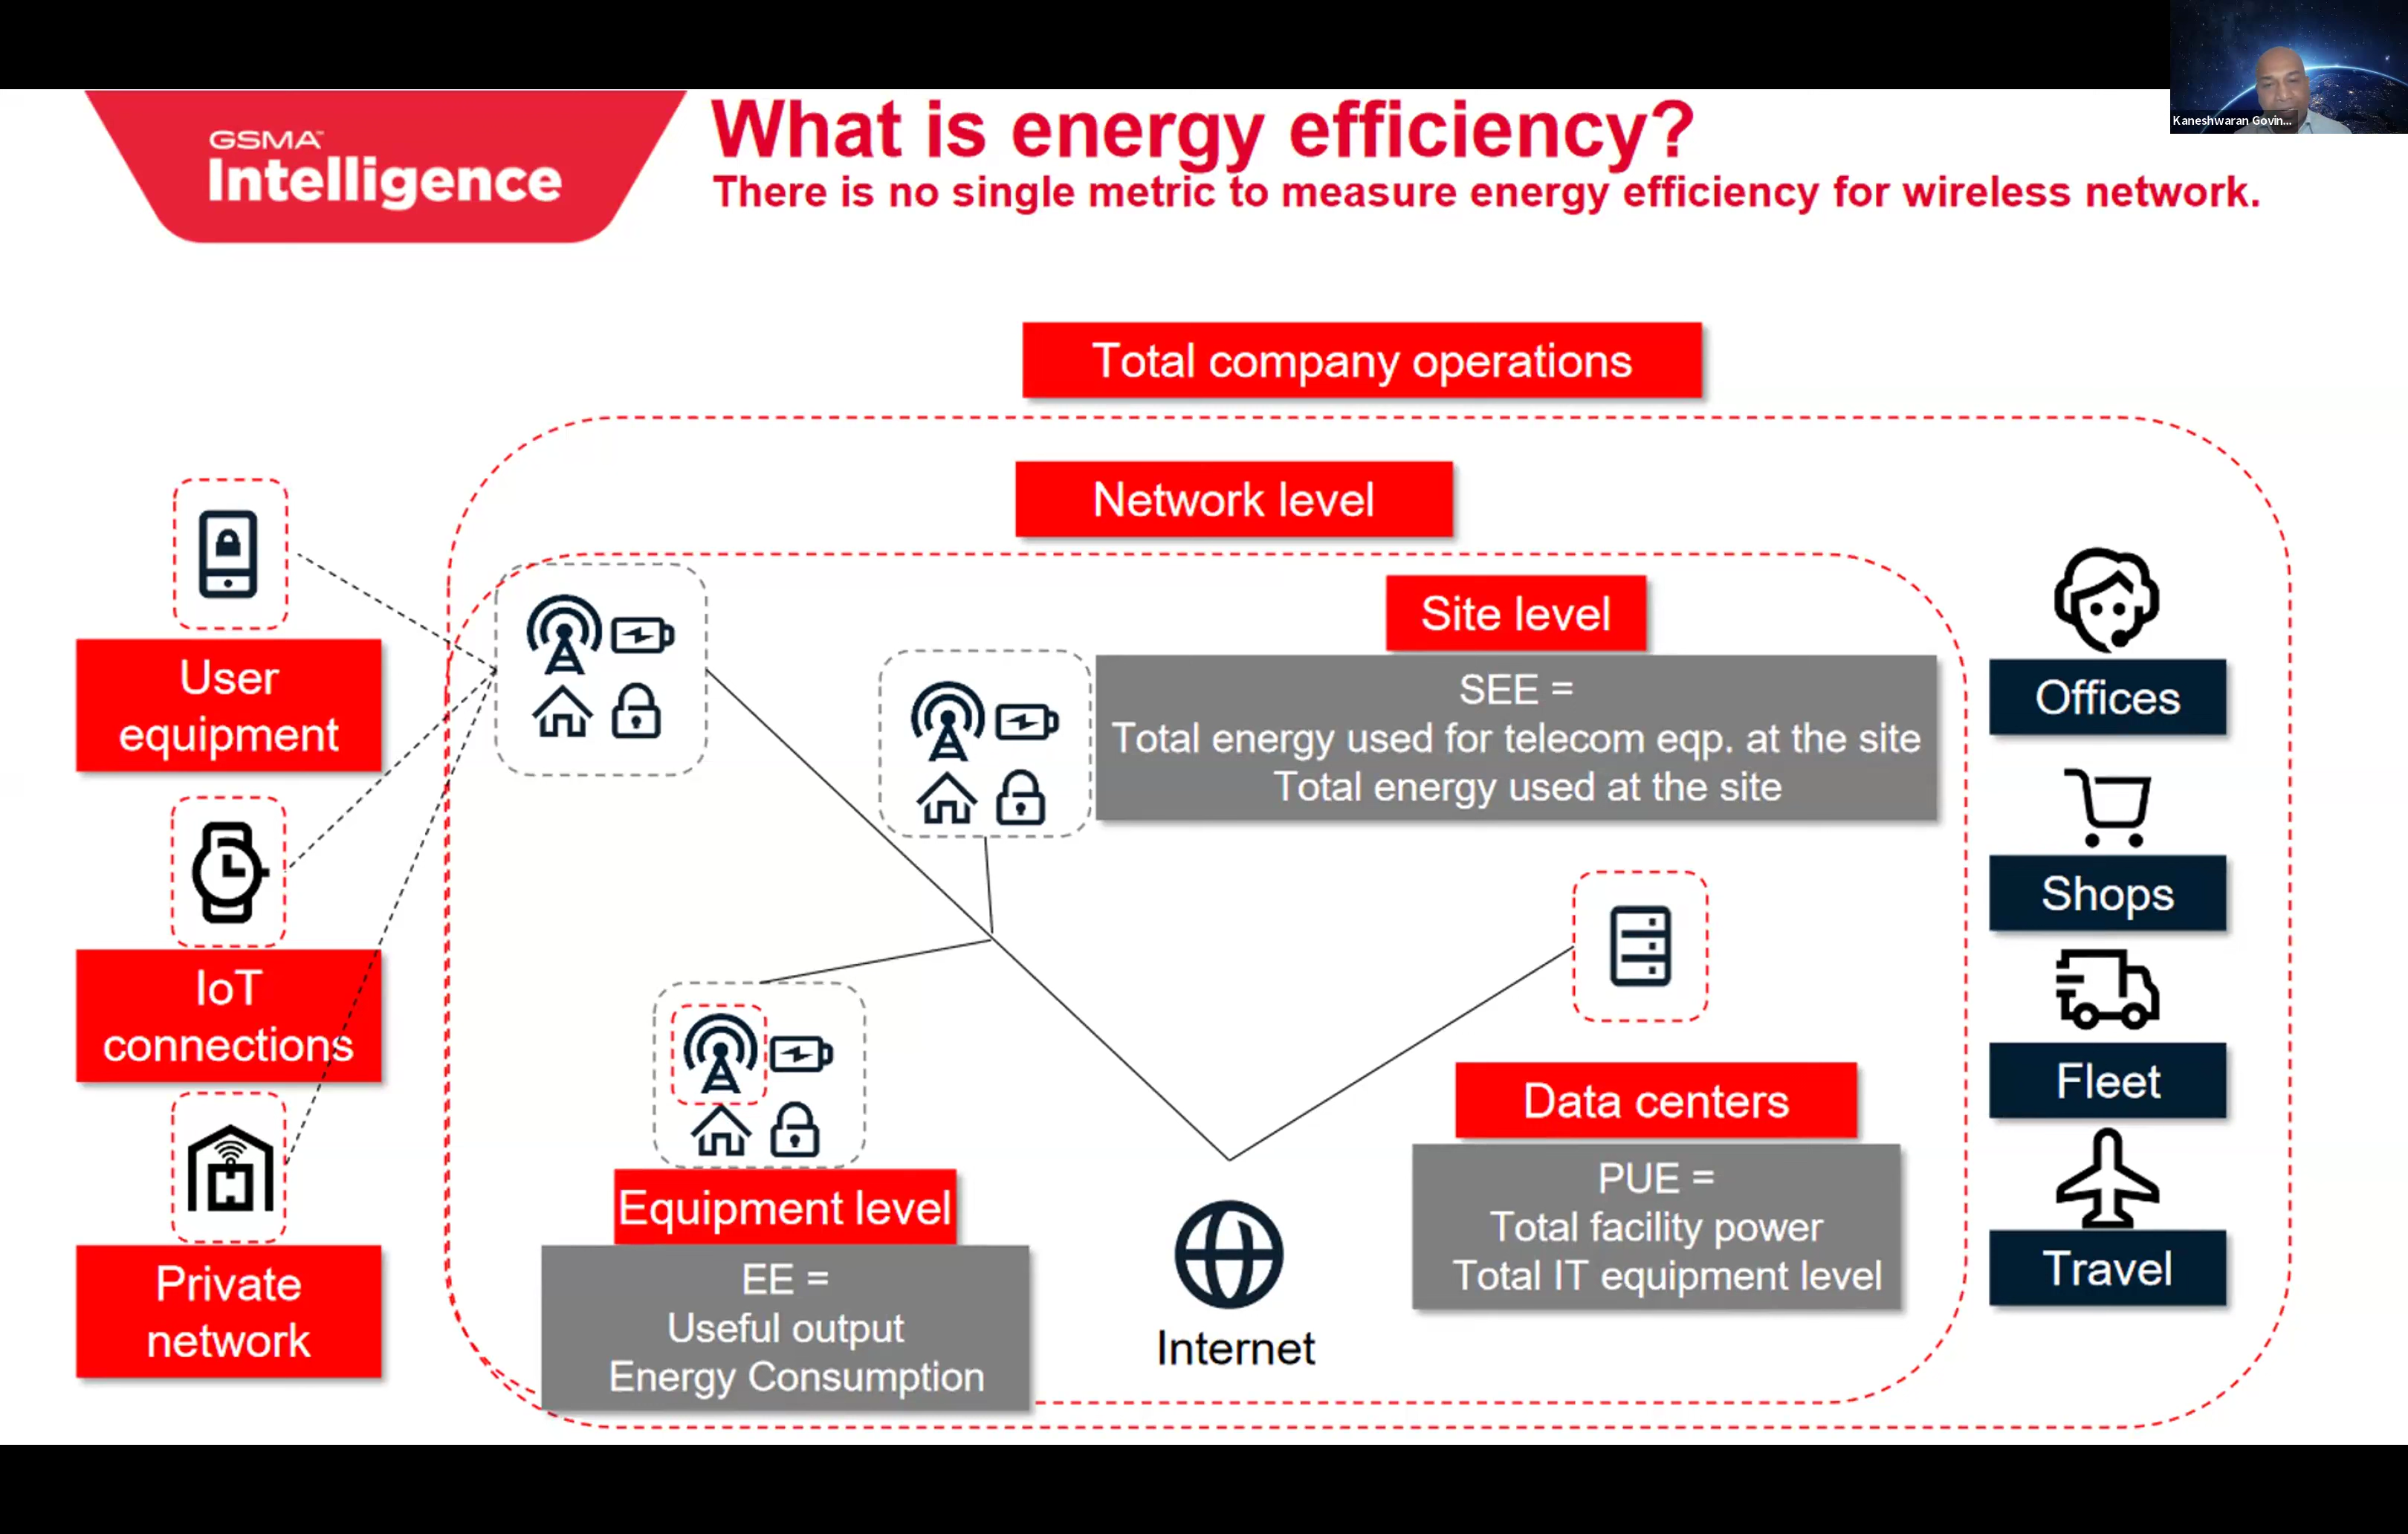 Kaneshwaran Govin...
GSMA™
Intelligence
What is energy efficiency?
There is no single metric to measure energy efficiency for wireless network.
Total company operations
Network level
Site level
SEE =
Total energy used for telecom eqp. at the site
Total energy used at the site
User
equipment
IoT
connections
Private
network
Equipment level
EE =
Useful output
Energy Consumption
Internet
Data centers
PUE =
Total facility power
Total IT equipment level
Offices
Shops
Fleet
Travel